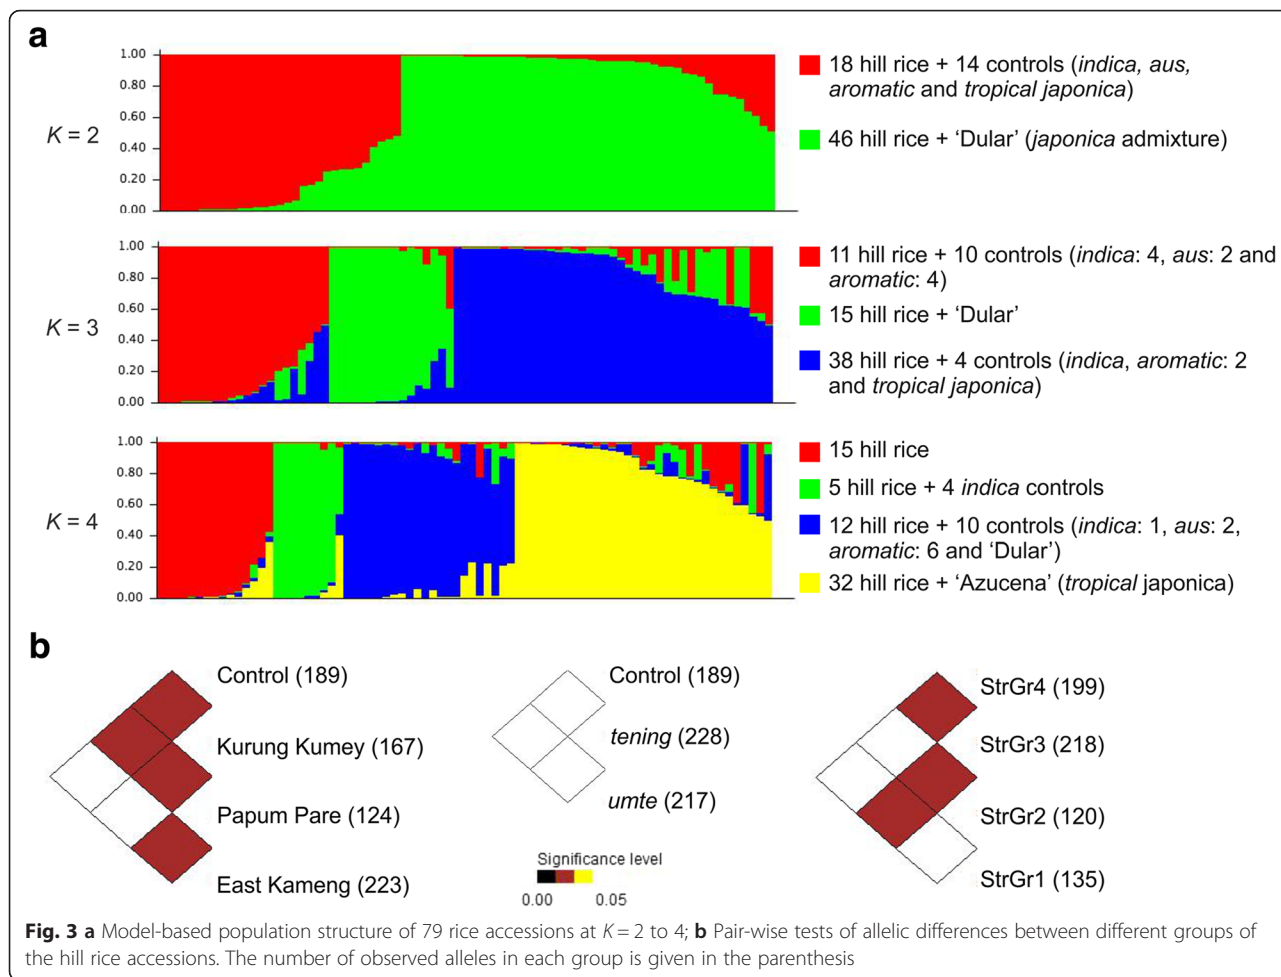 a
1.00
0.80
0.60
0.40
0.20
0.00
K = 2
18 hill rice + 14 controls (indica, aus,
aromatic and tropical japonica)
46 hill rice + ‘Dular’ (japonica admixture)
1.00
0.80
0.60
0.40
0.20
0.00
K = 3
11 hill rice + 10 controls (indica: 4, aus: 2 and
aromatic: 4)
15 hill rice + ‘Dular’
38 hill rice + 4 controls (indica, aromatic: 2
and tropical japonica)
1.00
0.80
0.60
0.40
0.20
0.00
K = 4
15 hill rice
5 hill rice + 4 indica controls
12 hill rice + 10 controls (indica: 1, aus: 2,
aromatic: 6 and ‘Dular’)
32 hill rice + ‘Azucena’ (tropical japonica)
b
Control (189)
Kurung Kumey (167)
Papum Pare (124)
East Kameng (223)
Control (189)
tening (228)
umte (217)
Significance level
0.00 0.05
StrGr4 (199)
StrGr3 (218)
StrGr2 (120)
StrGr1 (135)
Fig. 3 a Model-based population structure of 79 rice accessions at K = 2 to 4; b Pair-wise tests of allelic differences between different groups of
the hill rice accessions. The number of observed alleles in each group is given in the parenthesis